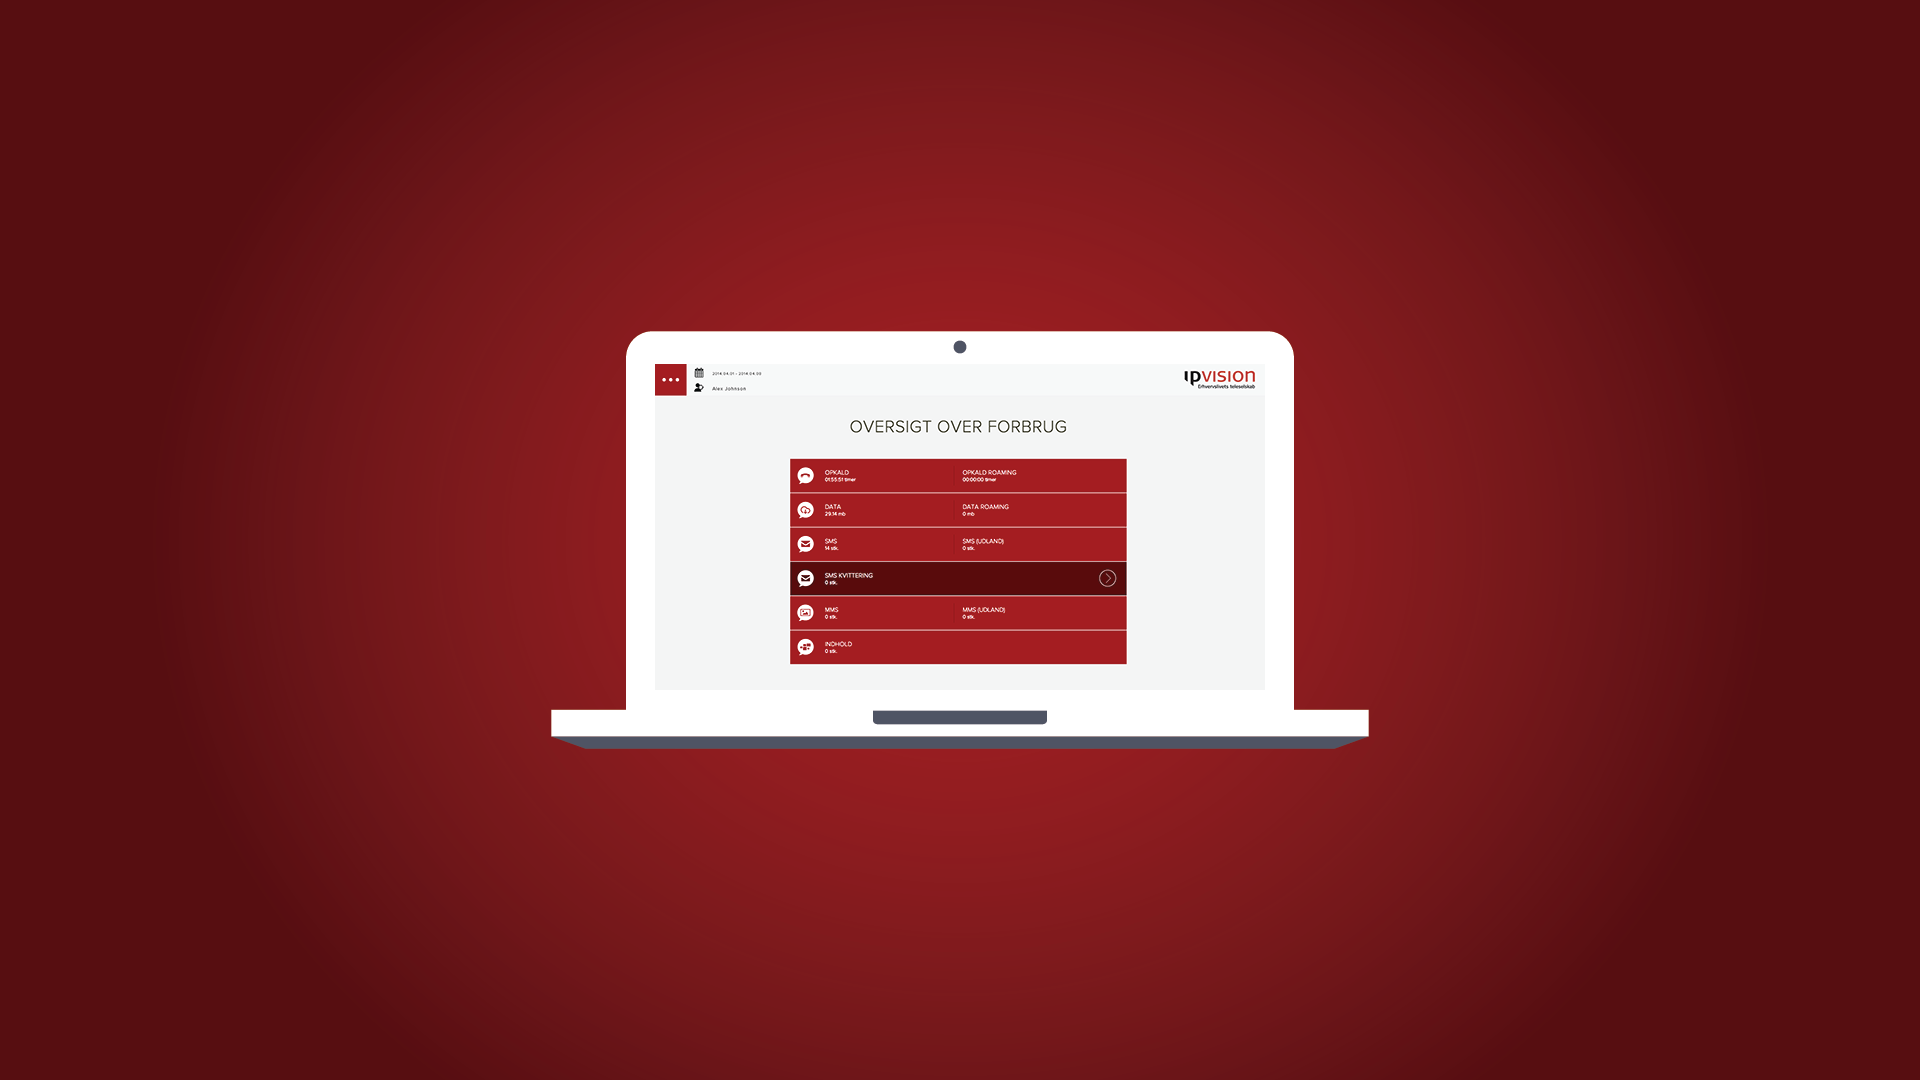 2014.04.01 - 2014.04.09
Alex Johnson
ipvision
Erhvervslivets teleselskab
OVERSIGT OVER FORBRUG
OPKALD
01:55:51 timer
OPKALD ROAMING
00:00:00 timer
DATA
29.14 mb
DATA ROAMING
0 mb
SMS
14 stk.
SMS (UDLAND)
0 stk.
SMS KVITTERING
0 stk.
MMS
0 stk.
MMS (UDLAND)
0 stk.
INDHOLD
0 stk.